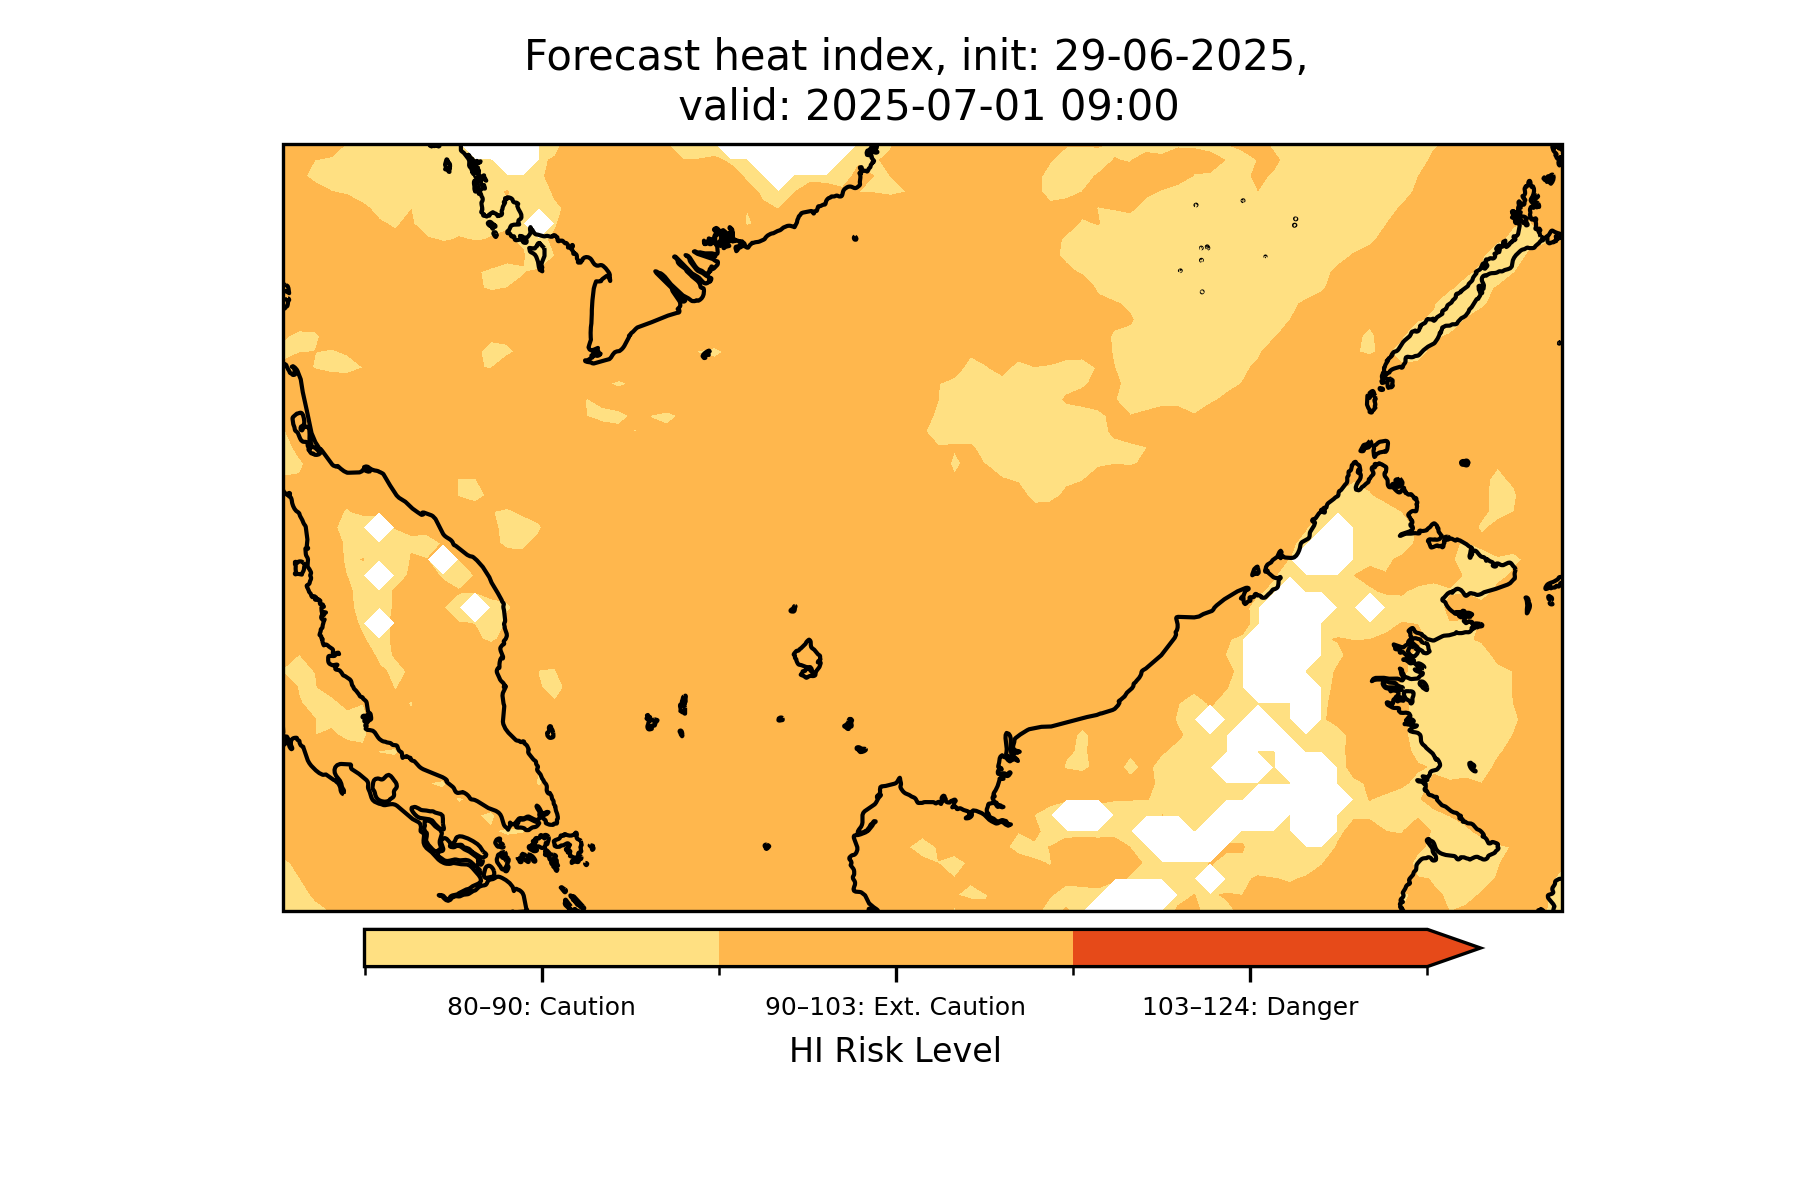 Forecast heat index, init: 29-06-2025,
valid: 2025-07-01 09:00
80–90: Caution
90–103: Ext. Caution
103–124: Danger
HI Risk Level